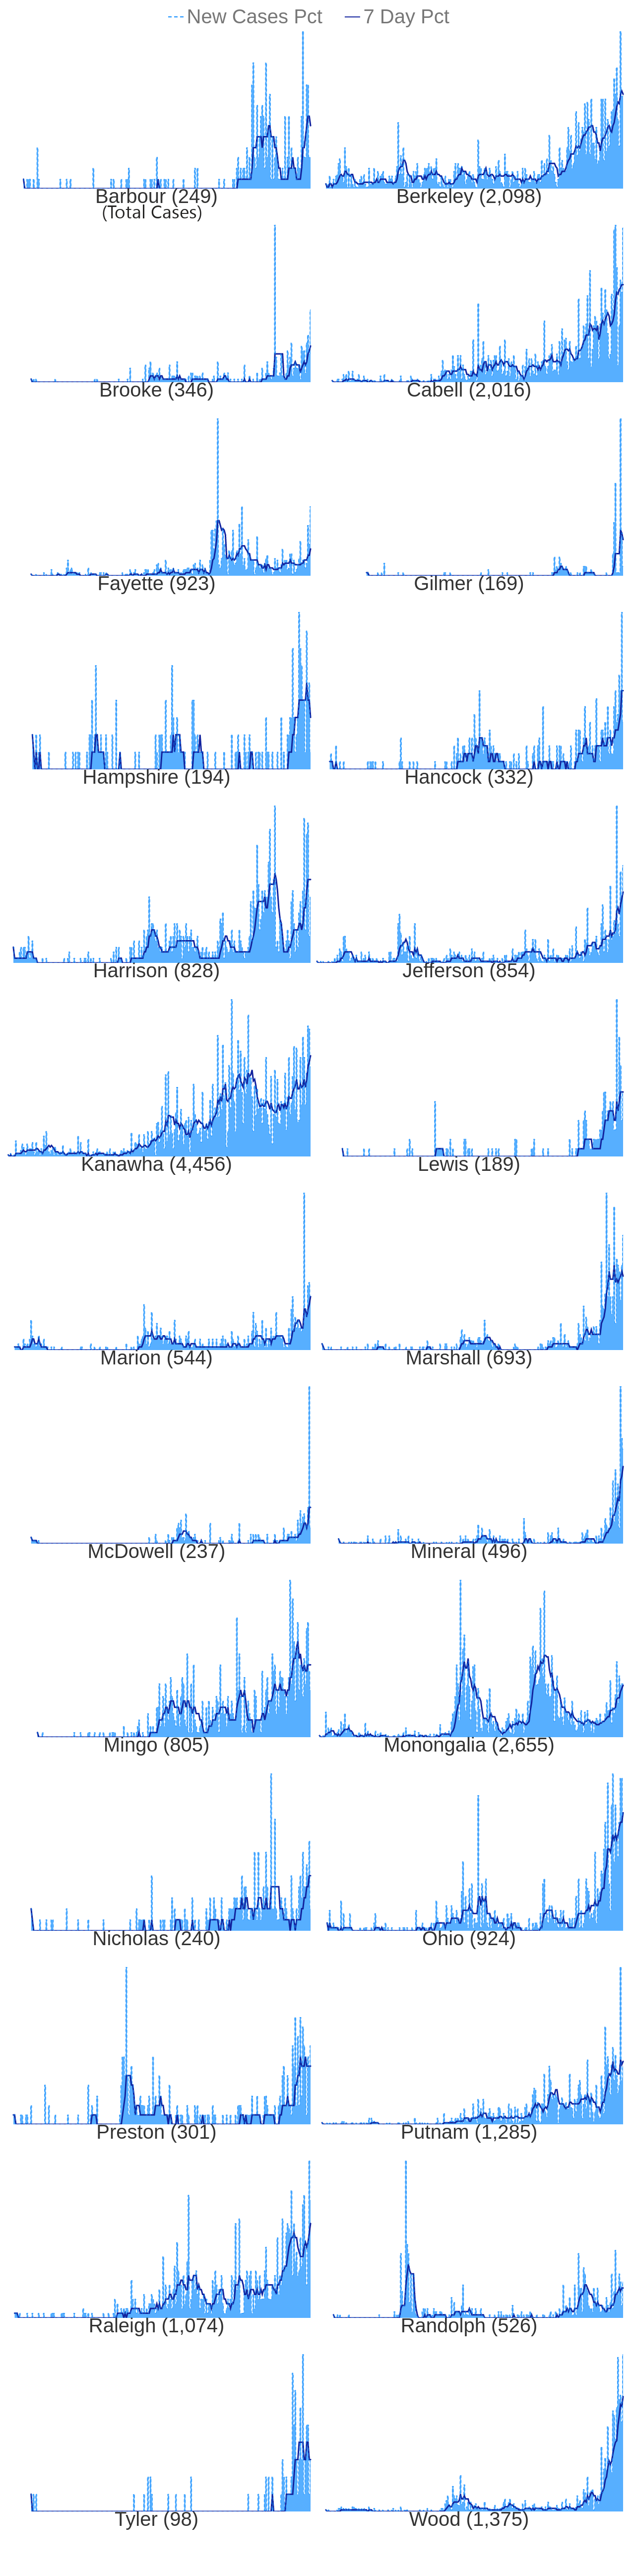 New Cases Pct 7 Day Pct
Barbour (249) Berkeley (2,098)
(Total Cases)
Brooke (346) Cabell (2,016)
Fayette (923) Gilmer (169)
Hampshire (194) Hancock (332)
Harrison (828) Jefferson (854)
Kanawha (4,456) Lewis (189)
Marion (544) Marshall (693)
McDowell (237) Mineral (496)
Mingo (805) Monongalia (2,655)
Nicholas (240) Ohio (924)
Preston (301) Putnam (1,285)
Raleigh (1,074) Randolph (526)
Tyler (98) Wood (1,375)